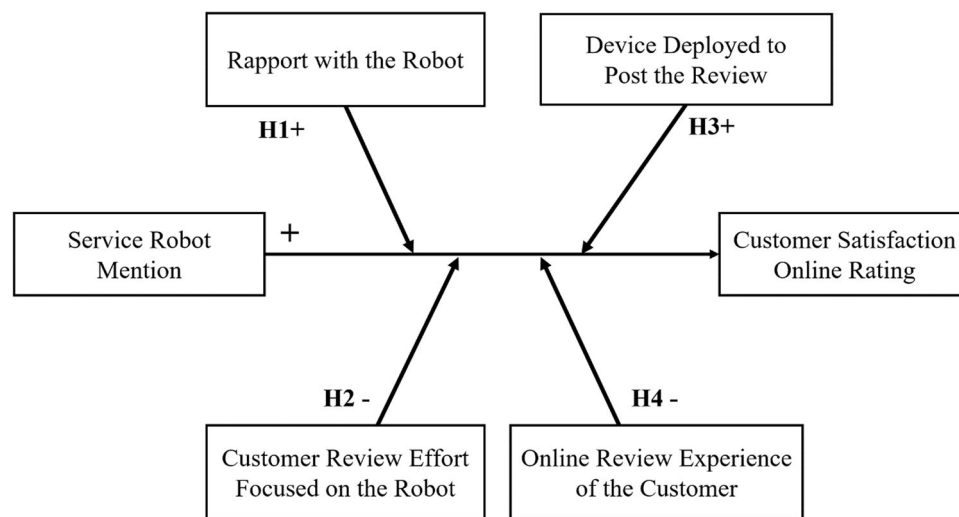 Rapport with the Robot
Device Deployed to
Post the Review
H1+
H3+
Service Robot
Mention
+
Customer Satisfaction
Online Rating
H2 -
H4 -
Customer Review Effort
Focused on the Robot
Online Review Experience
of the Customer